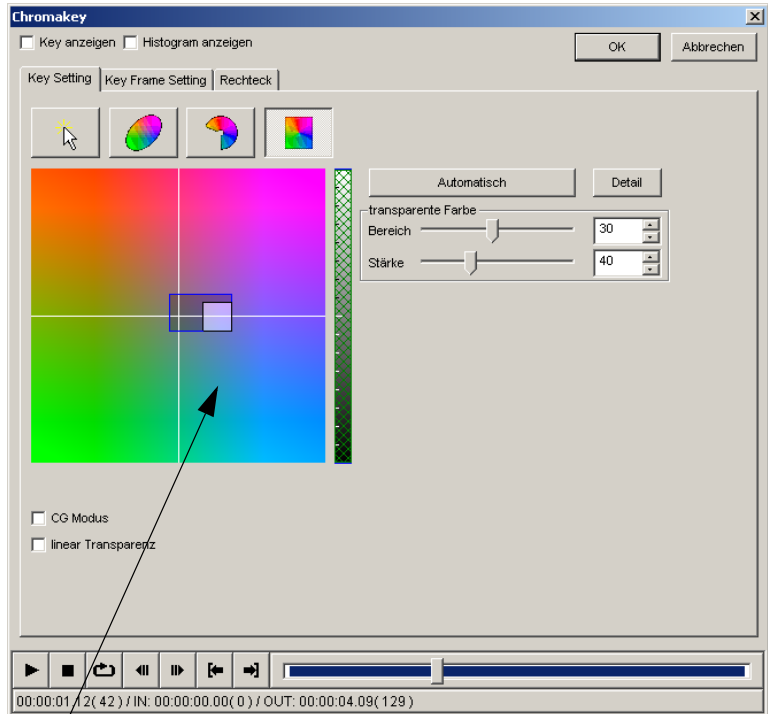 Chromakey
Key anzeigen Histogram anzeigen
OK Abbrechen
Key Setting Key Frame Setting Rechteck
Automatisch Detail
transparente Farbe
Bereich 30
Stärke 40
CG Modus
linear Transparenz
00:00:01.12( 42 ) / IN: 00:00:00.00( 0 ) / OUT: 00:00:04.09( 129 )